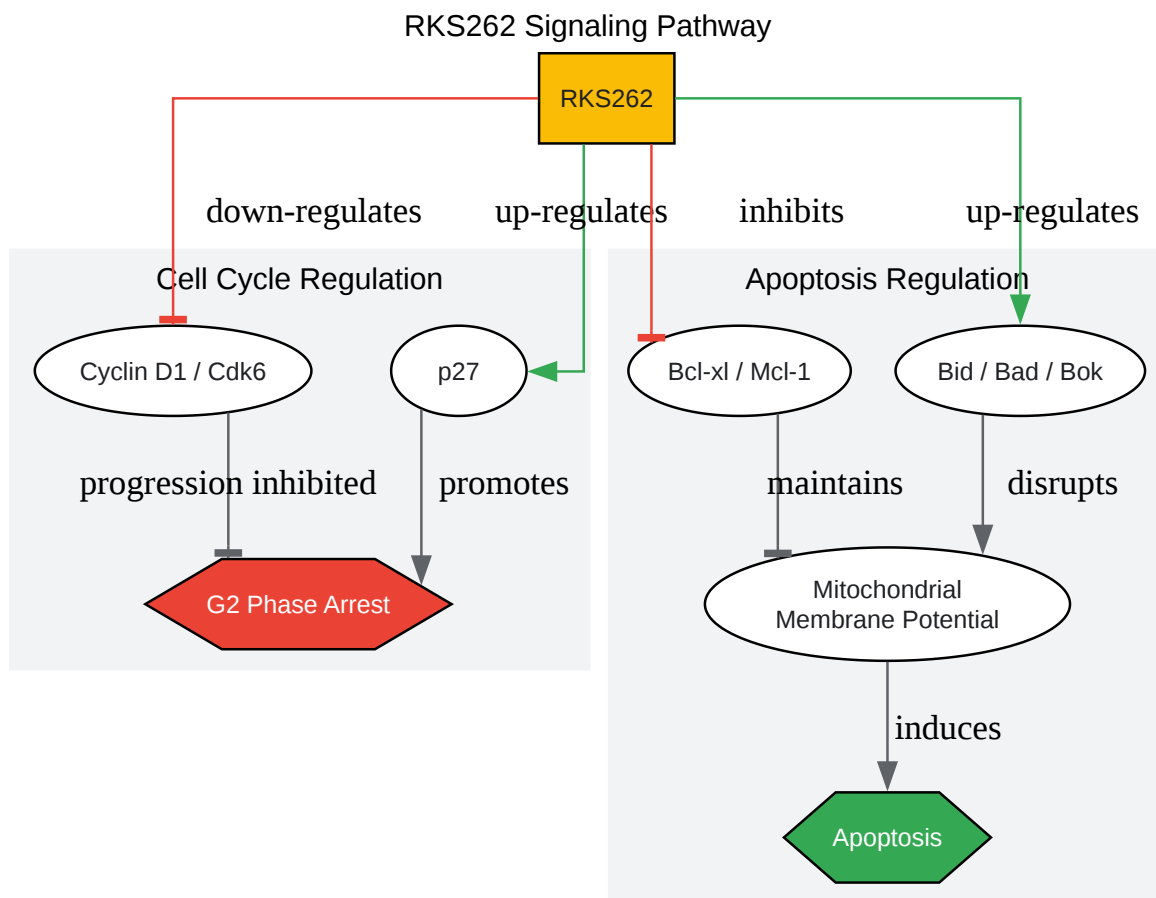 RKS262 Signaling Pathway
RKS262
down-regulates
up-regulates
inhibits
up-regulates
Cell Cycle Regulation
Apoptosis Regulation
Cyclin D1 / Cdk6
p27
Bcl-xl / Mcl-1
Bid / Bad / Bok
progression inhibited
promotes
maintains
disrupts
G2 Phase Arrest
Mitochondrial
Membrane Potential
induces
Apoptosis